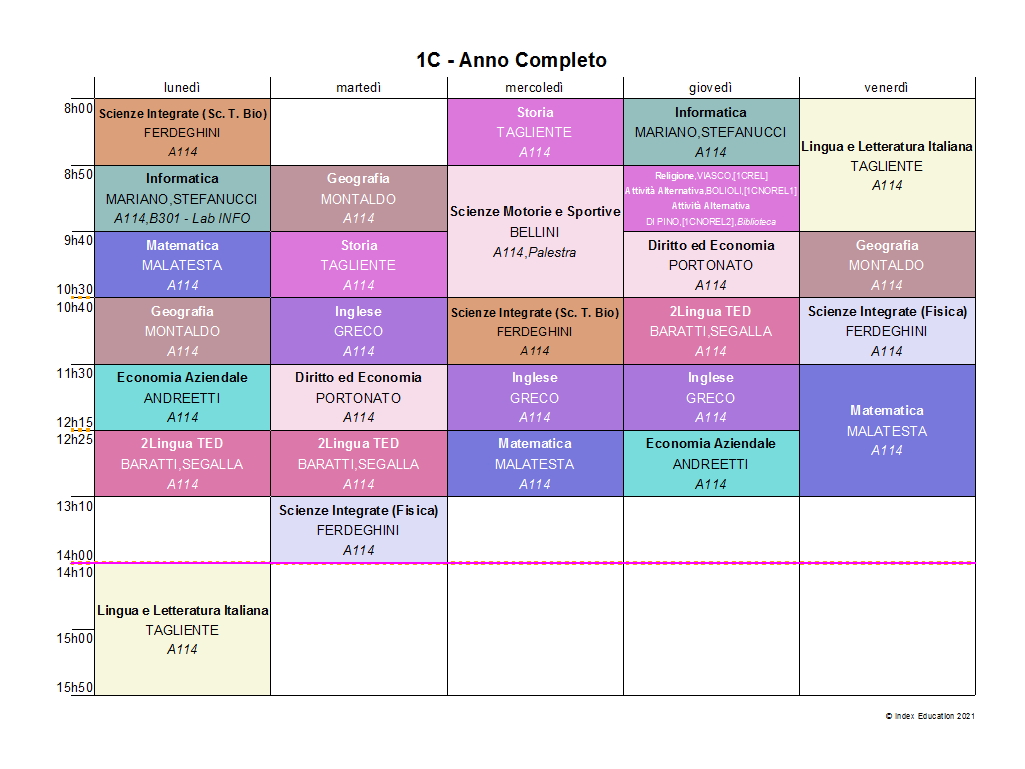 1C - Anno Completo
lunedì martedì mercoledì giovedì venerdì
8h00
Scienze Integrate (Sc. T. Bio)
FERDEGHINI
A114
Storia
TAGLIENTE
A114
Informatica
MARIANO,STEFANUCCI
A114
Lingua e Letteratura Italiana
TAGLIENTE
A114
8h50
Informatica
MARIANO,STEFANUCCI
A114,B301 - Lab INFO
Geografia
MONTALDO
A114
Scienze Motorie e Sportive
BELLINI
A114,Palestra
Religione,VIASCO,[1CREL]
Attività Alternativa,BOLIOLI,[1CNOREL1]
Attività Alternativa
DI PINO,[1CNOREL2],Biblioteca
9h40
Matematica
MALATESTA
A114
Storia
TAGLIENTE
A114
Diritto ed Economia
PORTONATO
A114
Geografia
MONTALDO
A114
10h30
10h40
Geografia
MONTALDO
A114
Inglese
GRECO
A114
Scienze Integrate (Sc. T. Bio)
FERDEGHINI
A114
2Lingua TED
BARATTI,SEGALLA
A114
Scienze Integrate (Fisica)
FERDEGHINI
A114
11h30
Economia Aziendale
ANDREETTI
A114
Diritto ed Economia
PORTONATO
A114
Inglese
GRECO
A114
Inglese
GRECO
A114
Matematica
MALATESTA
A114
12h15
12h25
2Lingua TED
BARATTI,SEGALLA
A114
2Lingua TED
BARATTI,SEGALLA
A114
Matematica
MALATESTA
A114
Economia Aziendale
ANDREETTI
A114
13h10
Scienze Integrate (Fisica)
FERDEGHINI
A114
14h00
14h10
Lingua e Letteratura Italiana
TAGLIENTE
A114
15h00
15h50
© Index Education 2021